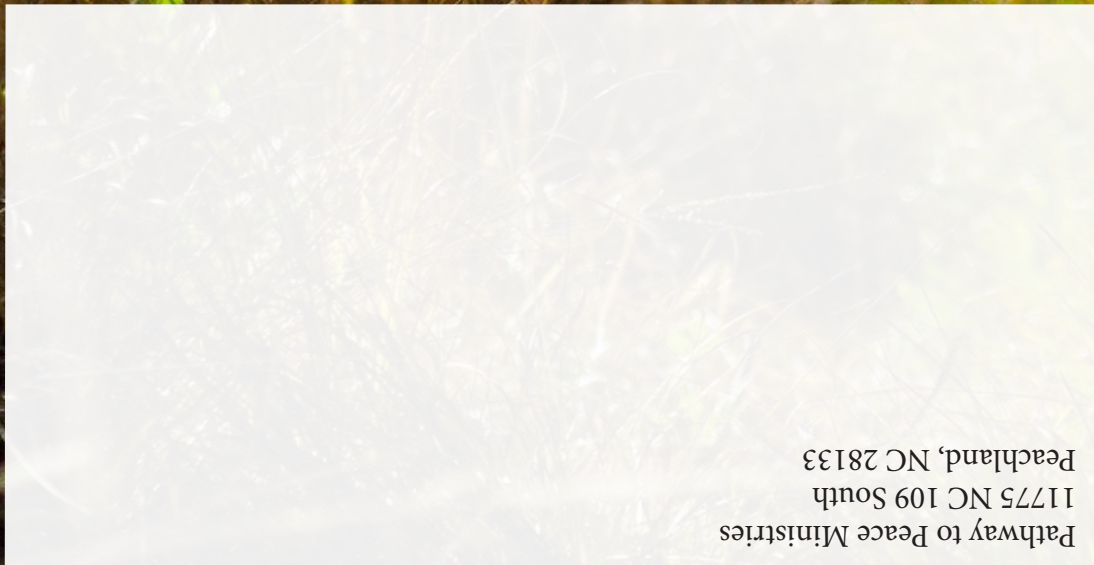 Pathway to Peace Ministries
11775 NC 109 South
Peachland, NC 28133